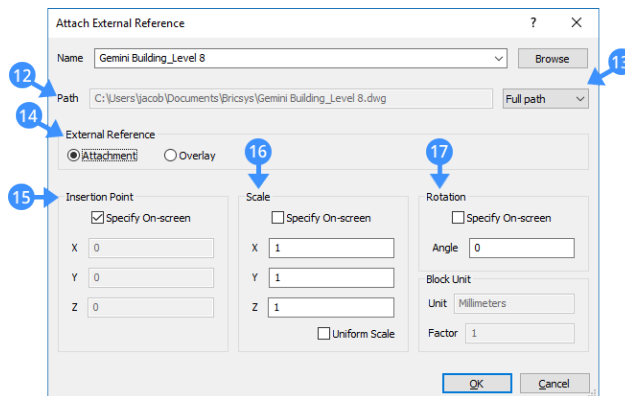 Attach External Reference ? ×
Name Gemini Building_Level 8 Browse
12 13
Path C:\Users\jacob\Documents\Bricsys\Gemini Building_Level 8.dwg Full path
14
External Reference
Attachment Overlay
16 17
15 Insertion Point Scale Rotation
Specify On-screen Specify On-screen Specify On-screen
X 0 X 1 Angle 0
Y 0 Y 1 Block Unit
Z 0 Z 1 Unit Millimeters
Uniform Scale Factor 1
OK Cancel